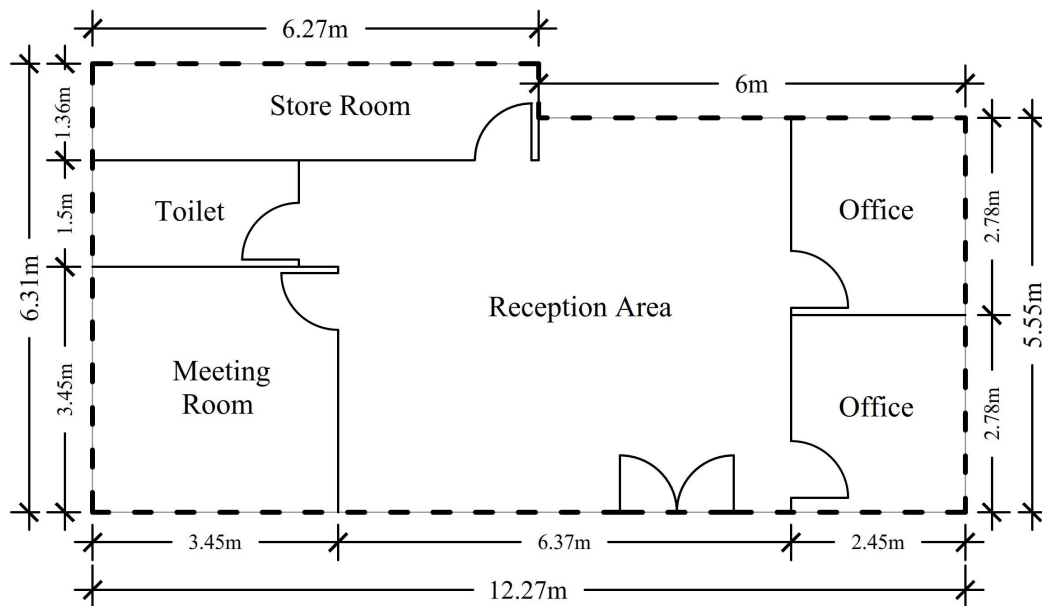 6.27m
6m
Store Room
1.36m
Toilet
1.5m
Office
2.78m
6.31m
Reception Area
5.55m
Meeting
Room
3.45m
Office
2.78m
3.45m
6.37m
2.45m
12.27m